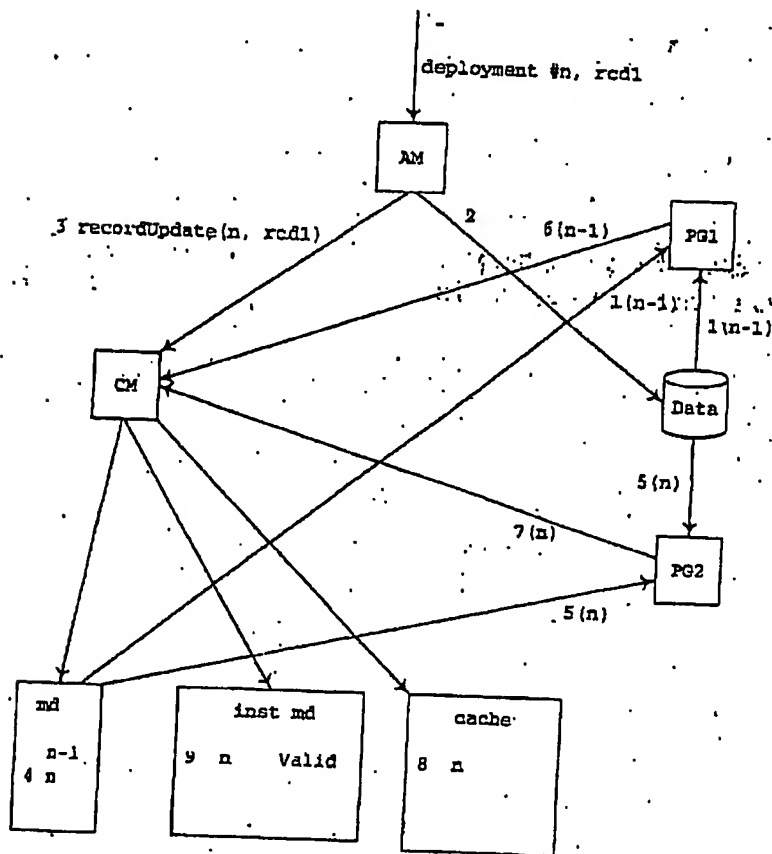 deployment #n, rcd1
AM
3 recordUpdate(n, rcd1)
2
6(n-1)
PG1
1(n-1)
1(n-1)
CM
Data
5(n)
7(n)
PG2
5(n)
md
n-1
4 n
inst md
9 n Valid
cache
8 n